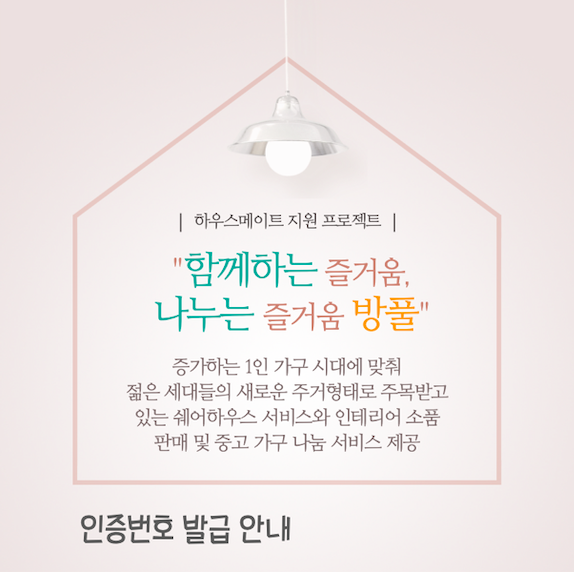 | 하우스메이트 지원 프로젝트 |
"함께하는 즐거움,
나누는 즐거움 방풀"
증가하는 1인 가구 시대에 맞춰
젊은 세대들의 새로운 주거형태로 주목받고
있는 쉐어하우스 서비스와 인테리어 소품
판매 및 중고 가구 나눔 서비스 제공
인증번호 발급 안내